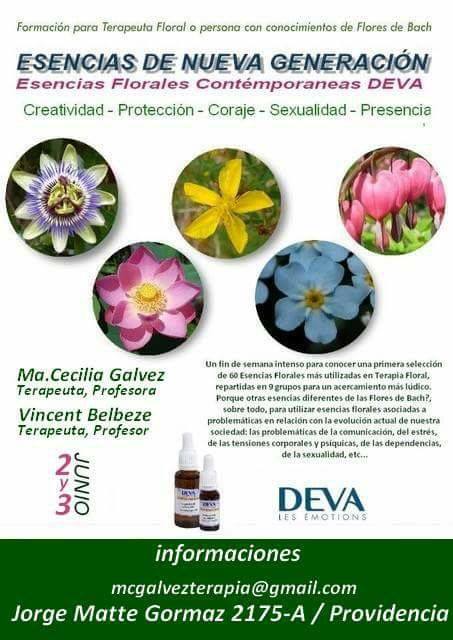 Formación para Terapeuta Floral o persona con conocimientos de Flores de Bach
ESENCIAS DE NUEVA GENERACIÓN
Esencias Florales Contémporaneas DEVA
Creatividad - Protección - Coraje - Sexualidad - Presencia
Ma.Cecilia Galvez
Terapeuta, Profesora
Vincent Belbeze
Terapeuta, Profesor
2 y 3
JUNIO
Un fin de semana intenso para conocer una primera selección
de 60 Esencias Florales más utilizadas en Terapia Floral,
repartidas en 9 grupos para un acercamiento más lúdico.
Porque otras esencias diferentes de las Flores de Bach?,
sobre todo, para utilizar esencias florales asociadas a
problemáticas en relación con la evolución actual de nuestra
sociedad: las problemáticas de la comunicación, del estrés,
de las tensiones corporales y psíquicas, de las dependencias,
de la sexualidad, etc...
DEVA
DEVA
DEVA
LES EMOTIONS
informaciones
mcgalvezterapia@gmail.com
Jorge Matte Gormaz 2175-A / Providencia